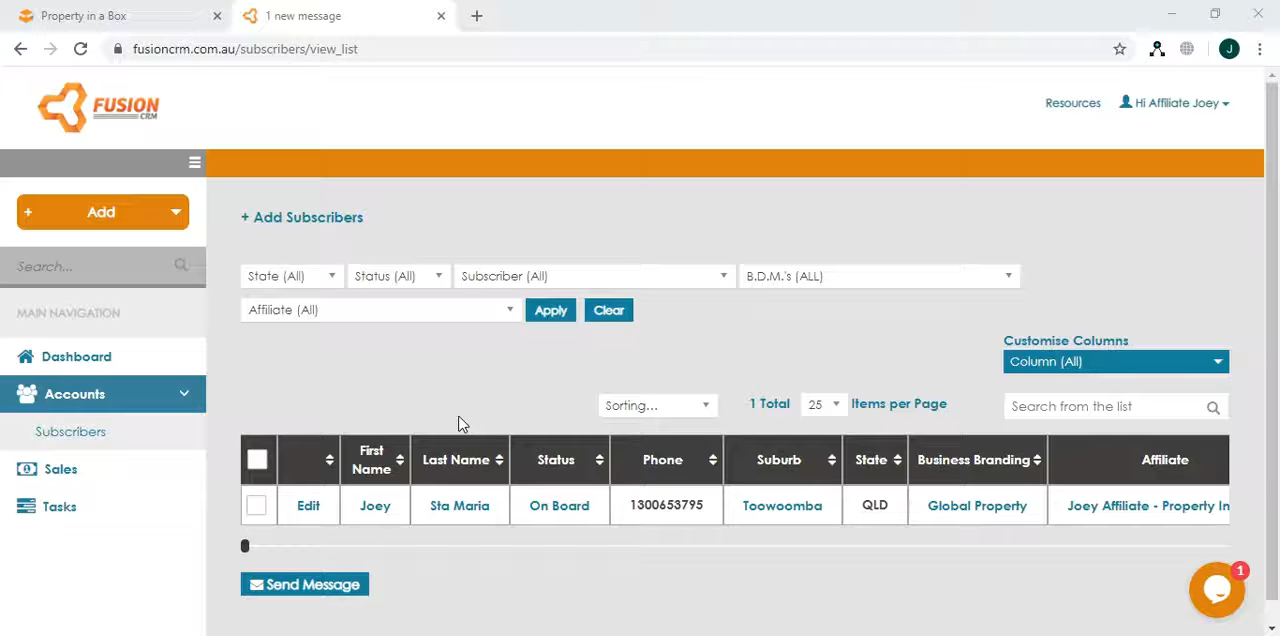 Property in a Box
1 new message
fusioncrm.com.au/subscribers/view_list
J
FUSION
CRM
Resources
Hi Affiliate Joey
+ Add
+ Add Subscribers
Search...
State (All)
Status (All)
Subscriber (All)
B.D.M.'s (ALL)
MAIN NAVIGATION
Affiliate (All)
Apply
Clear
Customise Columns
Column (All)
Dashboard
Accounts
Subscribers
Sales
Tasks
Sorting...
1 Total
25
Items per Page
Search from the list
First Name
Last Name
Status
Phone
Suburb
State
Business Branding
Affiliate
Edit
Joey
Sta Maria
On Board
1300653795
Toowoomba
QLD
Global Property
Joey Affiliate - Property In
Send Message
1